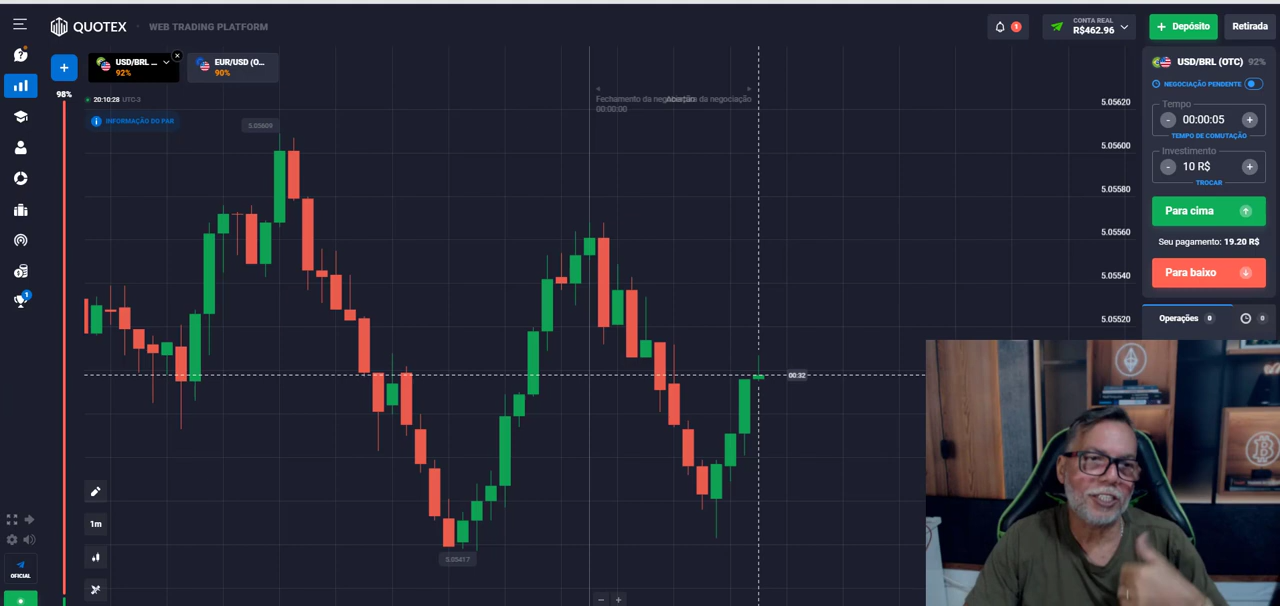 QUOTEX
WEB TRADING PLATFORM
1
CONTA REAL
R$462.96
+ Depósito
Retirada
+
USD/BRL ...
92%
EUR/USD (O...
90%
98%
20:10:28 UTC-3
i INFORMAÇÃO DO PAR
5.05609
Fechamento da negociação
00:00:00
5.05620
5.05600
5.05580
5.05560
5.05540
5.05520
00:32
5.05417
1m
1
OFICIAL
- +
USD/BRL (OTC) 92%
NEGOCIAÇÃO PENDENTE
Tempo
- 00:00:05 +
TEMPO DE COMUTAÇÃO
Investimento
- 10 R$ +
TROCAR
Para cima
Seu pagamento: 19.20 R$
Para baixo
Operações 0
0